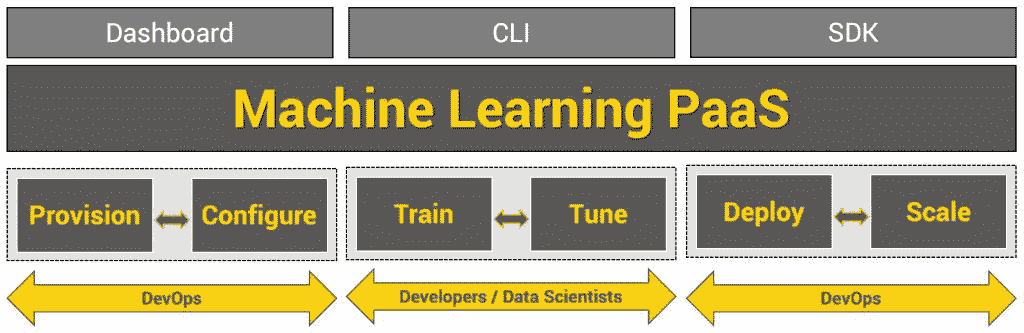 Dashboard
CLI
SDK
Machine Learning PaaS
Provision
Configure
Train
Tune
Deploy
Scale
DevOps
Developers / Data Scientists
DevOps